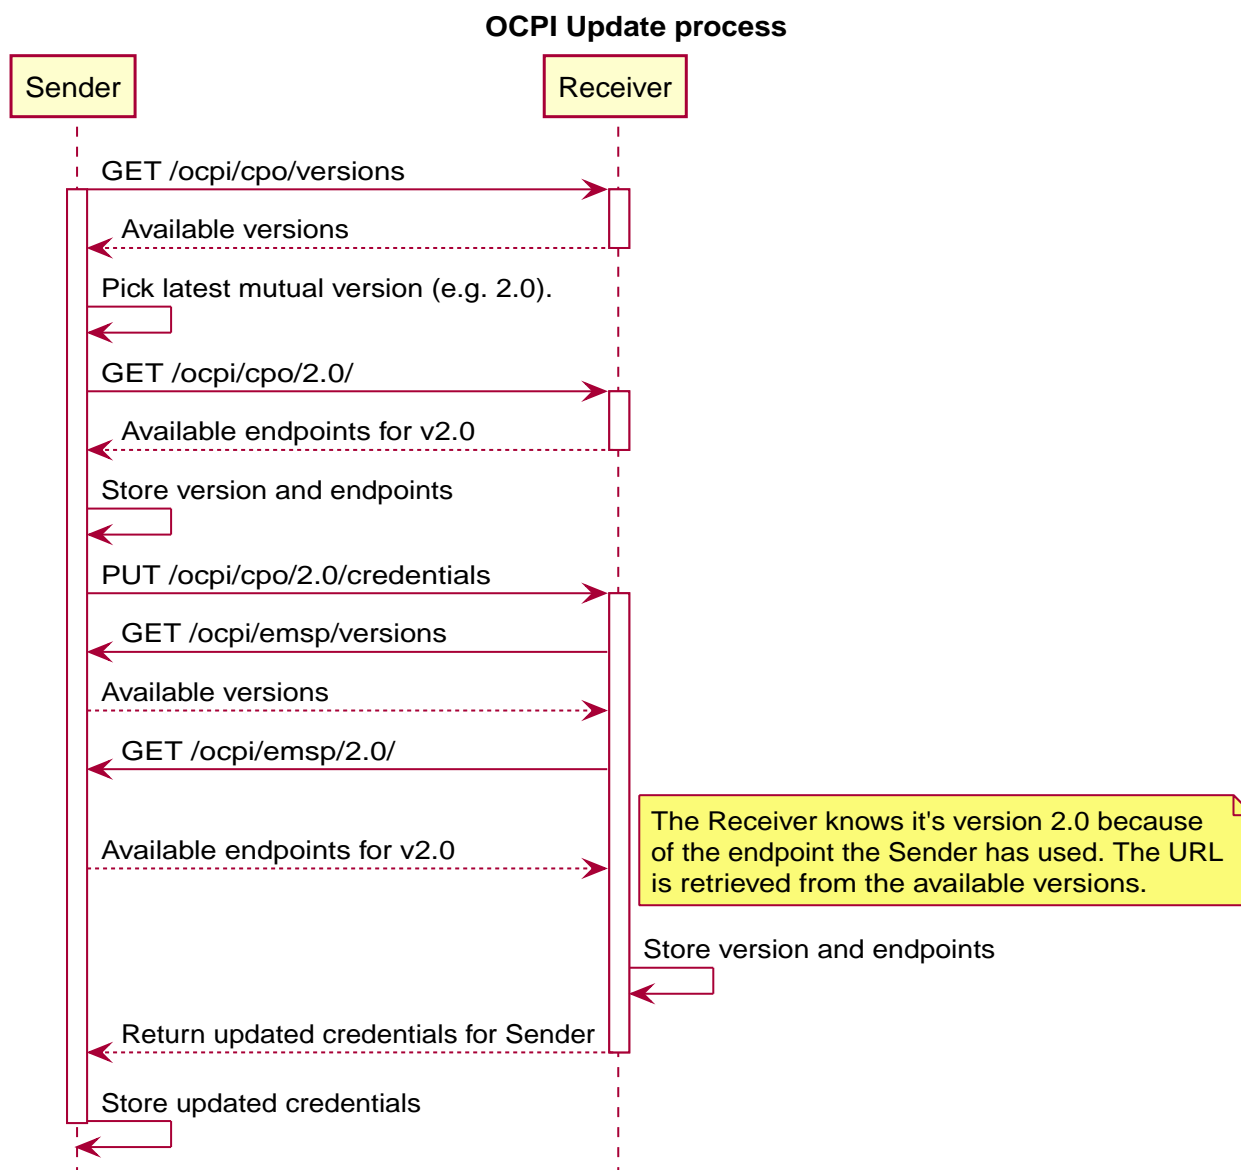 OCPI Update process
Sender
Receiver
GET /ocpi/cpo/versions
Available versions
Pick latest mutual version (e.g. 2.0).
GET /ocpi/cpo/2.0/
Available endpoints for v2.0
Store version and endpoints
PUT /ocpi/cpo/2.0/credentials
GET /ocpi/emsp/versions
Available versions
GET /ocpi/emsp/2.0/
Available endpoints for v2.0
The Receiver knows it's version 2.0 because
of the endpoint the Sender has used. The URL
is retrieved from the available versions.
Store version and endpoints
Return updated credentials for Sender
Store updated credentials